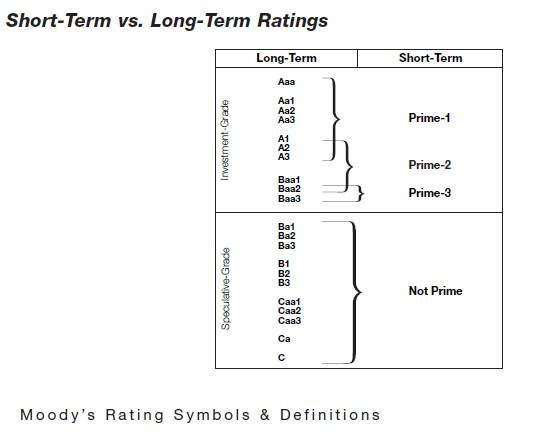 Short-Term vs. Long-Term Ratings
Long-Term Short-Term
Investment-Grade
Aaa
Aa1
Aa2
Aa3
Prime-1
A1
A2
A3
Prime-2
Baa1
Baa2
Prime-3
Baa3
Speculative-Grade
Ba1
Ba2
Ba3
B1
B2
B3
Not Prime
Caa1
Caa2
Caa3
Ca
C
Moody's Rating Symbols & Definitions